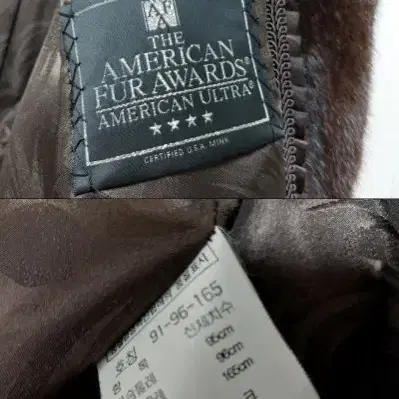 THE
AMERICAN
FUR AWARDS®
AMERICAN ULTRA®
★★★★
CERTIFIED U.S.A. MINK
호칭
91-96-165
신체치수
95cm
96cm
165cm